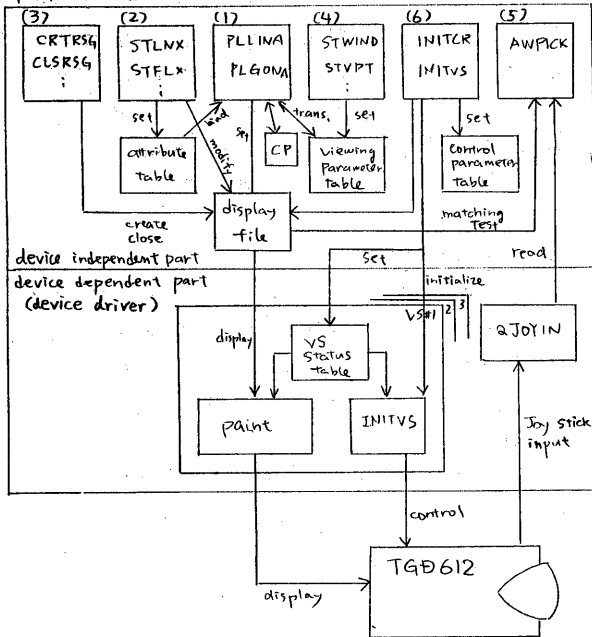 (3) (2) (1) (4) (6) (5)
CRTRSG
CLSRSG
⋮
STLNX
STFLX
⋮
PLLINA
PLGONA
STWIND
STVPT
⋮
INITCR
INITVS
AWPICK
set
bind
modify
set
trans.
set
set
attribute
table
CP
viewing
parameter
table
control
parameter
table
display
file
create
close
matching
Test
read
device independent part
device dependent part
(device driver)
set
initialize
VS#1 2 3
display
VS
status
table
2JOYIN
paint
INITVS
Joy stick
input
control
TGD612
display